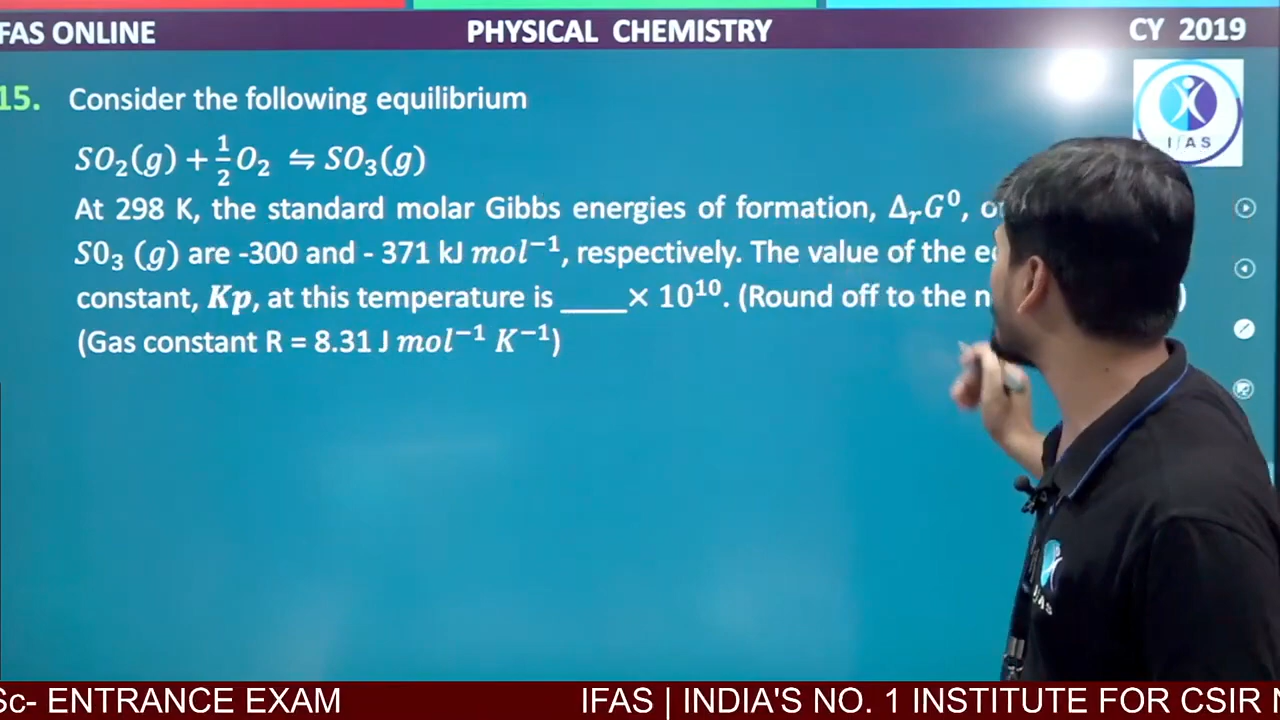 FAS ONLINE
PHYSICAL CHEMISTRY
CY 2019
15. Consider the following equilibrium
SO₂(g) + 1/2 O₂ ⇋ SO₃(g)
IFAS
At 298 K, the standard molar Gibbs energies of formation, ΔᵣG⁰,
S0₃ (g) are -300 and - 371 kJ mol⁻¹, respectively. The value of the
constant, Kp, at this temperature is ____× 10¹⁰. (Round off to the )
(Gas constant R = 8.31 J mol⁻¹ K⁻¹)
Sc- ENTRANCE EXAM IFAS | INDIA'S NO. 1 INSTITUTE FOR CSIR